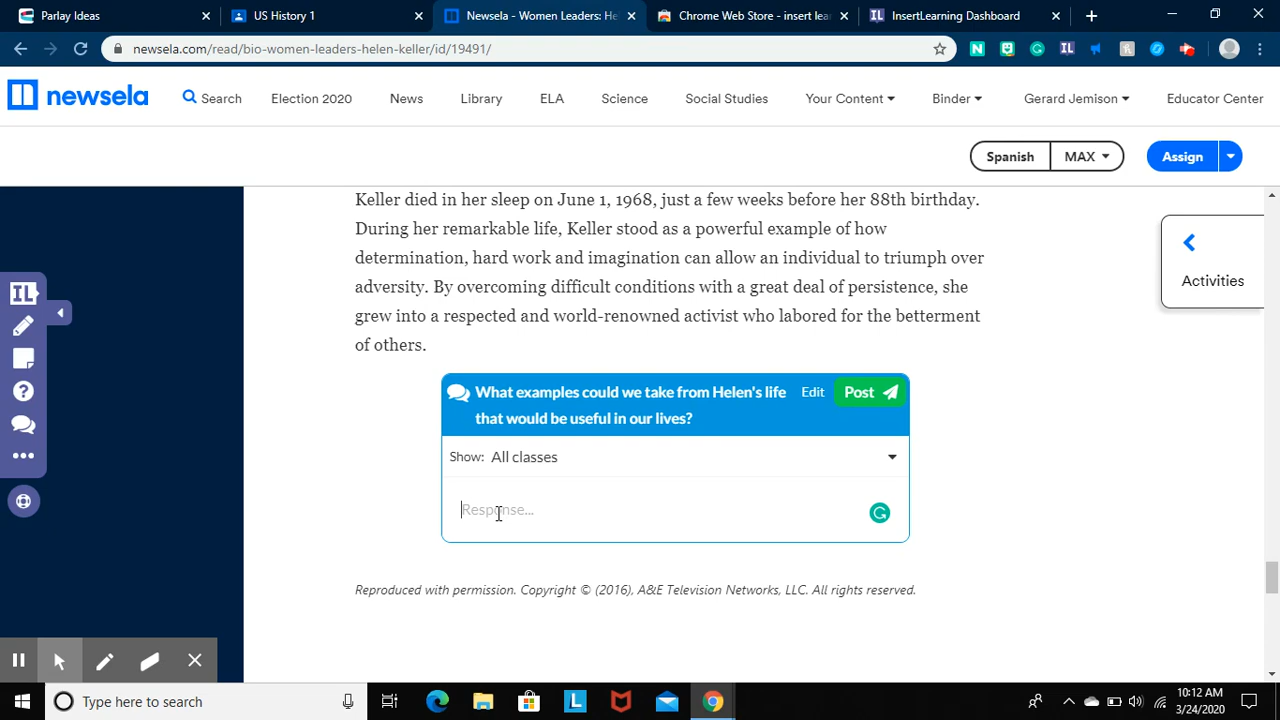 Parlay Ideas
US History 1
Newsela - Women Leaders: He
Chrome Web Store - insert lea
InsertLearning Dashboard
newsela.com/read/bio-women-leaders-helen-keller/id/19491/
newsela
Search
Election 2020
News
Library
ELA
Science
Social Studies
Your Content
Binder
Gerard Jemison
Educator Center
Spanish
MAX
Assign
Keller died in her sleep on June 1, 1968, just a few weeks before her 88th birthday.
During her remarkable life, Keller stood as a powerful example of how
determination, hard work and imagination can allow an individual to triumph over
adversity. By overcoming difficult conditions with a great deal of persistence, she
grew into a respected and world-renowned activist who labored for the betterment
of others.
Activities
IL
What examples could we take from Helen's life
that would be useful in our lives?
Edit
Post
Show: All classes
Response...
Reproduced with permission. Copyright © (2016), A&E Television Networks, LLC. All rights reserved.
Type here to search
10:12 AM
3/24/2020